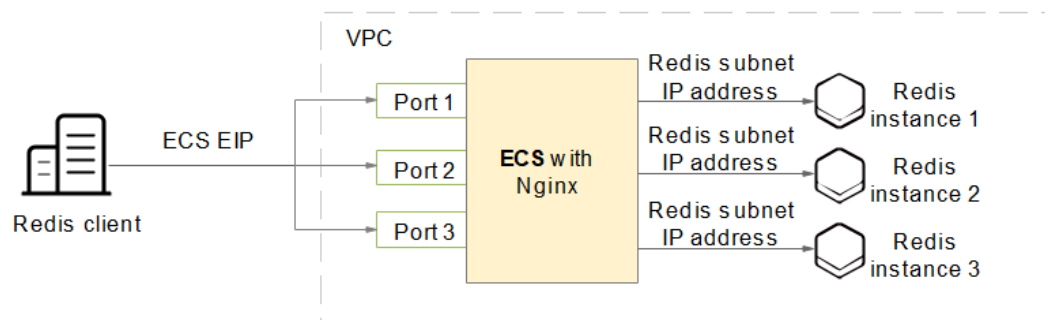 VPC
Redis subnet
IP address
Redis
instance 1
Port 1
ECS EIP
Redis subnet
IP address
ECS with
Nginx
Port 2
Redis
instance 2
Redis client
Redis subnet
IP address
Port 3
Redis
instance 3